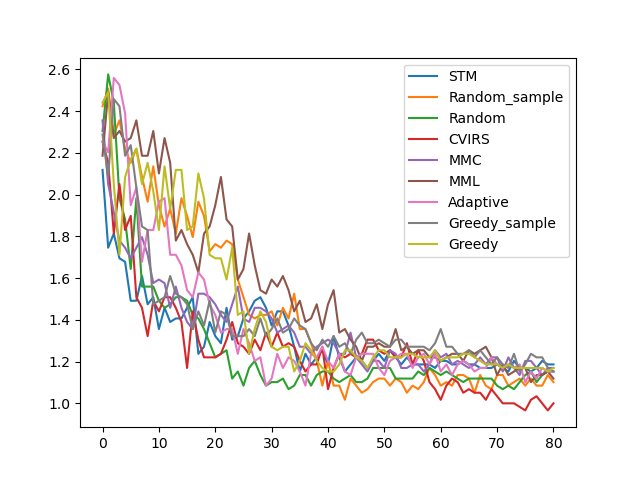 2.6
2.4
2.2
2.0
1.8
1.6
1.4
1.2
1.0
0 10 20 30 40 50 60 70 80
STM
Random_sample
Random
CVIRS
MMC
MML
Adaptive
Greedy_sample
Greedy